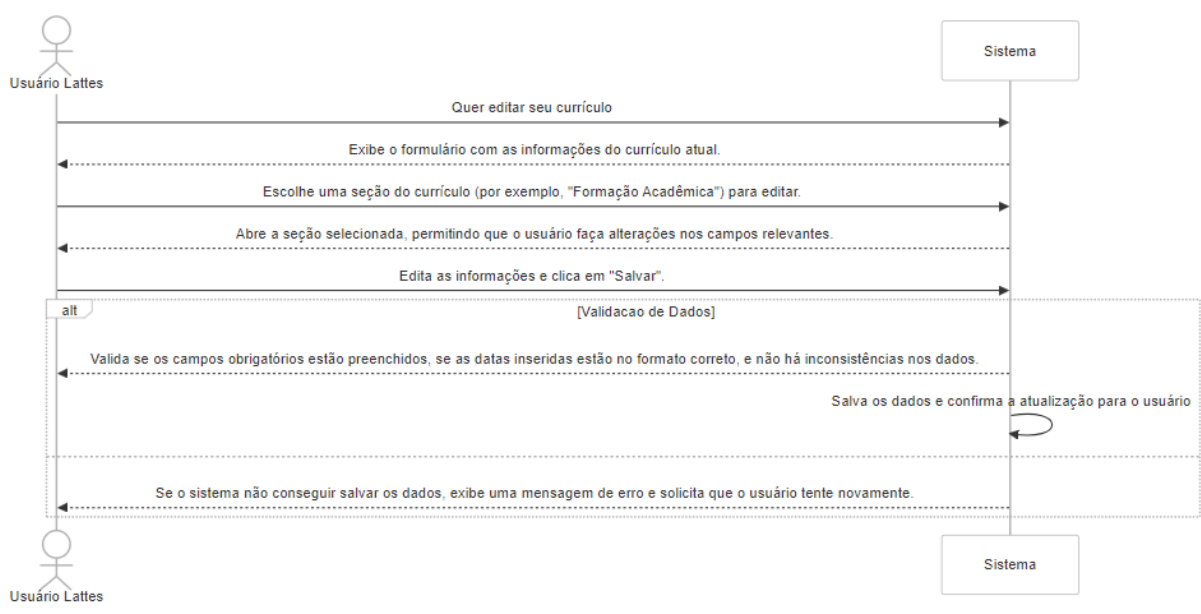 Usuário Lattes
Sistema
Quer editar seu currículo
Exibe o formulário com as informações do currículo atual.
Escolhe uma seção do currículo (por exemplo, "Formação Acadêmica") para editar.
Abre a seção selecionada, permitindo que o usuário faça alterações nos campos relevantes.
Edita as informações e clica em "Salvar".
alt
[Validacao de Dados]
Valida se os campos obrigatórios estão preenchidos, se as datas inseridas estão no formato correto, e não há inconsistências nos dados.
Salva os dados e confirma a atualização para o usuário
Se o sistema não conseguir salvar os dados, exibe uma mensagem de erro e solicita que o usuário tente novamente.
Usuário Lattes
Sistema